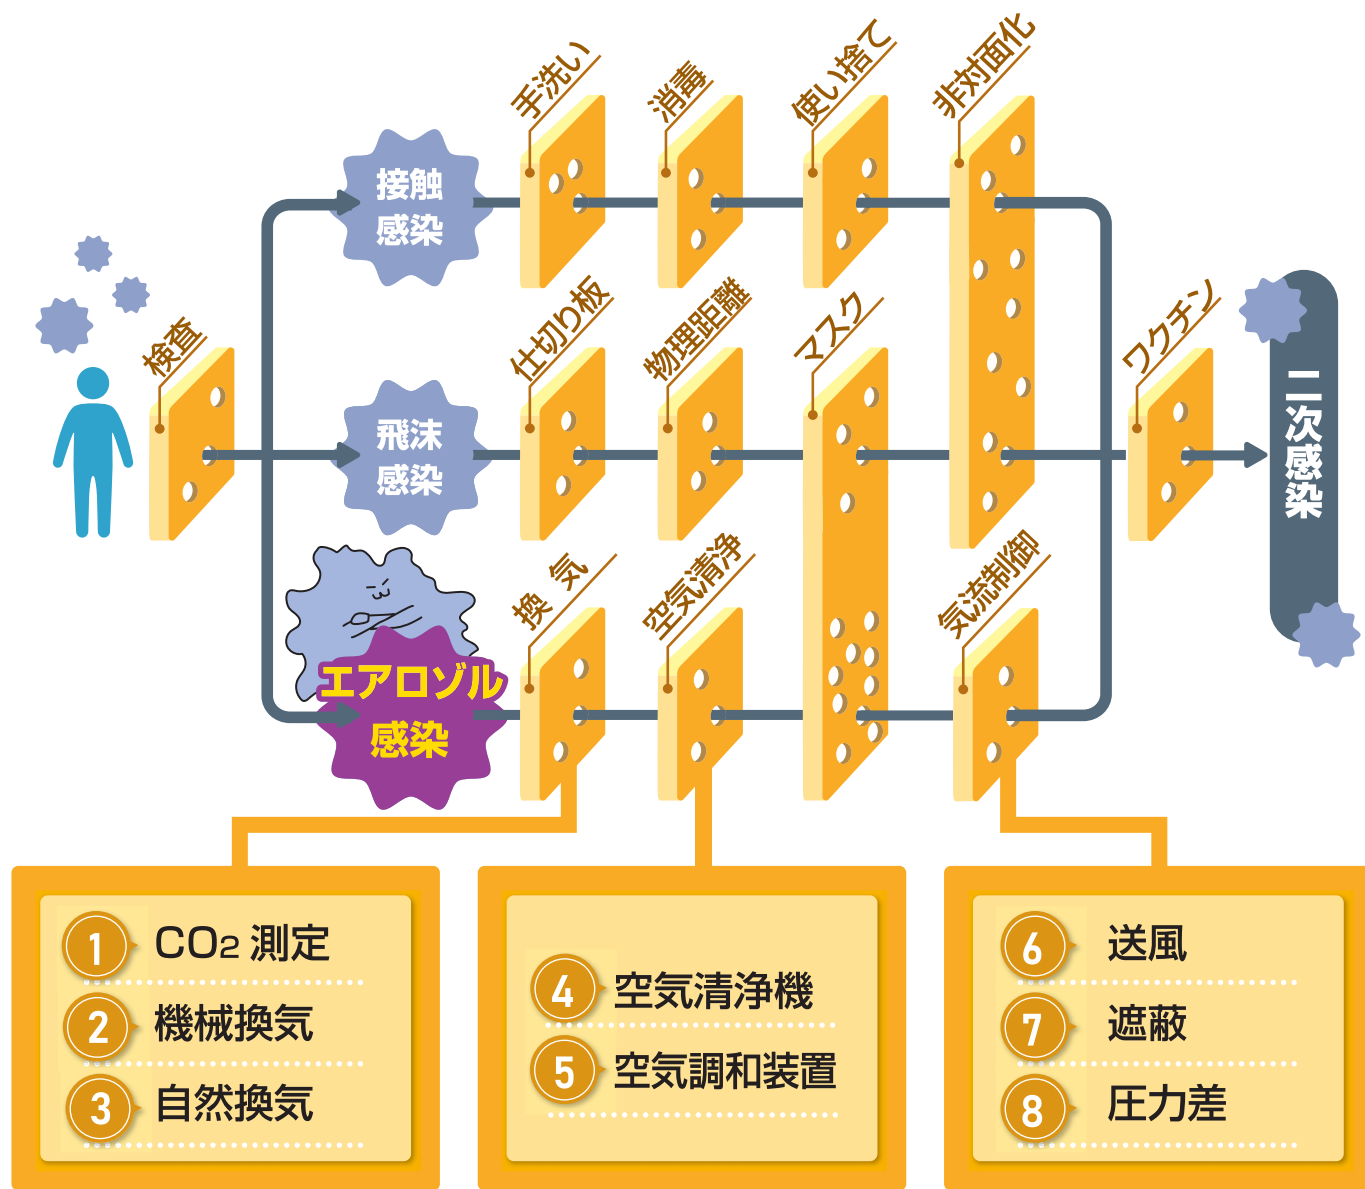 手洗い
消毒
使い捨て
非対面化
接触
感染
検査
仕切り板
物理距離
マスク
ワクチン
飛沫
感染
二次感染
換気
空気清浄
気流制御
エアロゾル
感染
1 CO2 測定
2 機械換気
3 自然換気
4 空気清浄機
5 空気調和装置
6 送風
7 遮蔽
8 圧力差